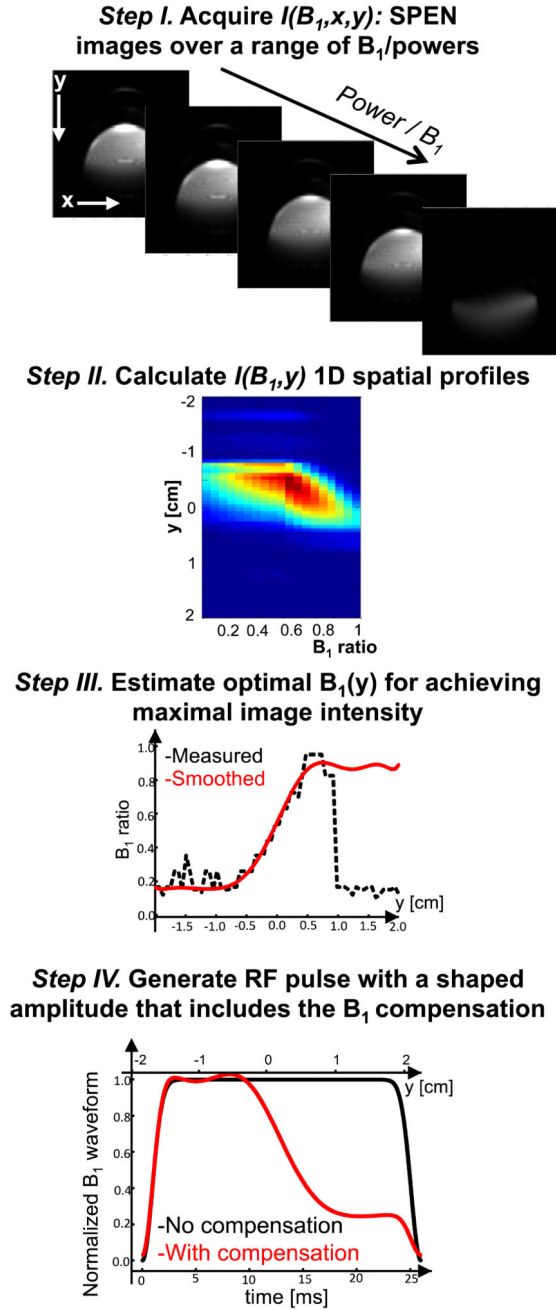 Step I. Acquire I(B1,x,y): SPEN
images over a range of B1/powers
y
x
Power / B1
Step II. Calculate I(B1,y) 1D spatial profiles
-2
-1
0
1
2
y [cm]
0.2 0.4 0.6 0.8 1
B1 ratio
Step III. Estimate optimal B1(y) for achieving
maximal image intensity
1.0
0.8
0.6
0.4
0.2
0.0
B1 ratio
-Measured
-Smoothed
y [cm]
-1.5 -1.0 -0.5 0.0 0.5 1.0 1.5 2.0
Step IV. Generate RF pulse with a shaped
amplitude that includes the B1 compensation
-2 -1 0 1 2
y [cm]
1.0
0.8
0.6
0.4
0.2
0.0
Normalized B1 waveform
-No compensation
-With compensation
0 5 10 15 20 25
time [ms]